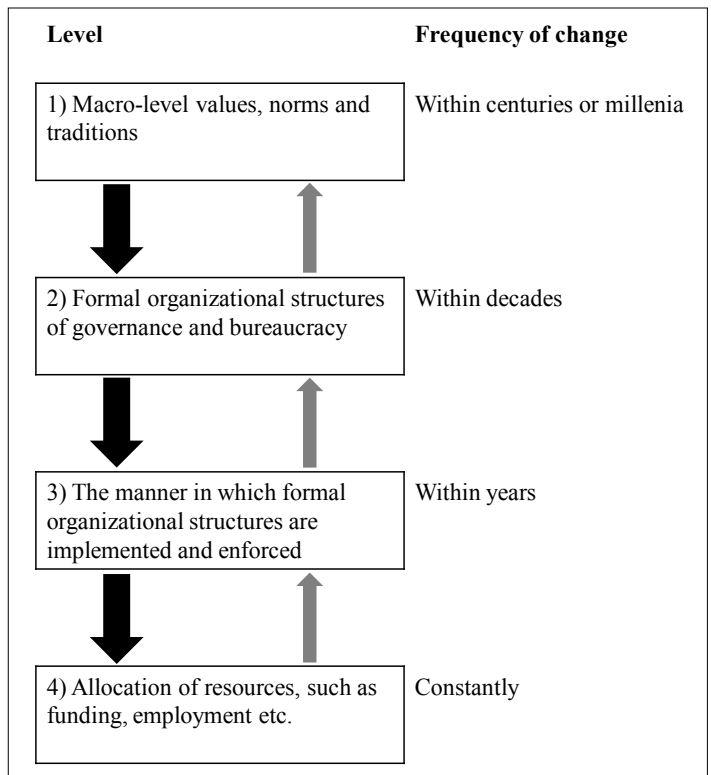 Level Frequency of change
1) Macro-level values, norms and Within centuries or millenia
traditions
2) Formal organizational structures Within decades
of governance and bureaucracy
3) The manner in which formal Within years
organizational structures are
implemented and enforced
4) Allocation of resources, such as Constantly
funding, employment etc.